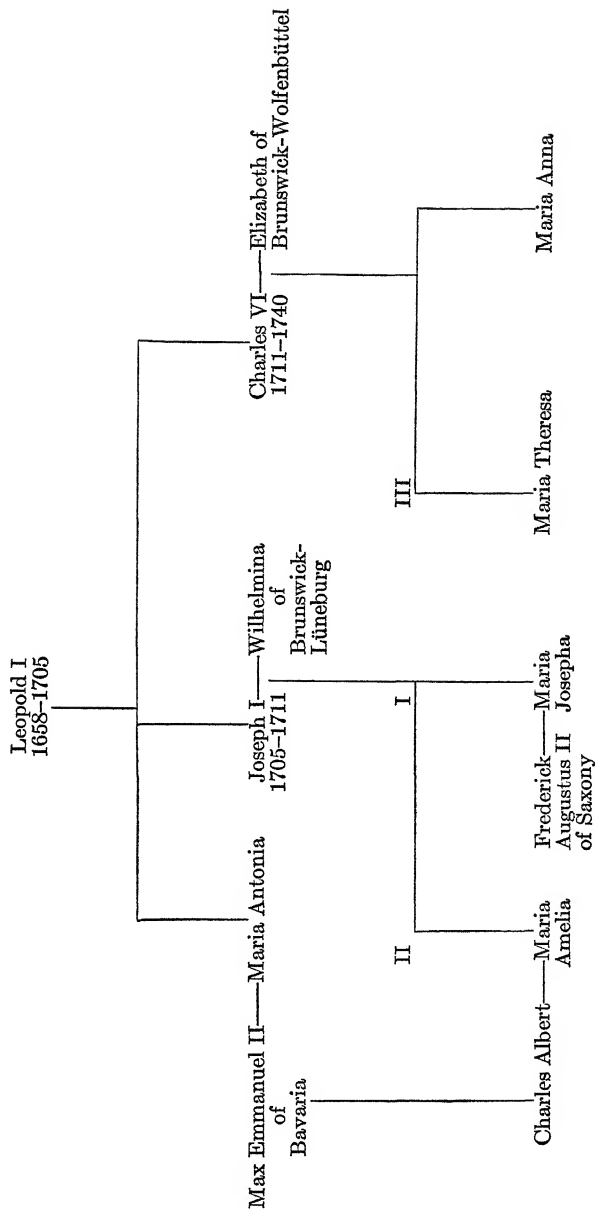 Leopold I
1658–1705
Max Emmanuel II — Maria Antonia
of
Bavaria
Joseph I — Wilhelmina
1705–1711
of
Brunswick-
Lüneburg
Charles VI — Elizabeth of
1711–1740
Brunswick-Wolfenbüttel
II
I
III
Charles Albert — Maria
Amelia
Frederick — Maria
Augustus II
Josepha
of Saxony
Maria Theresa
Maria Anna